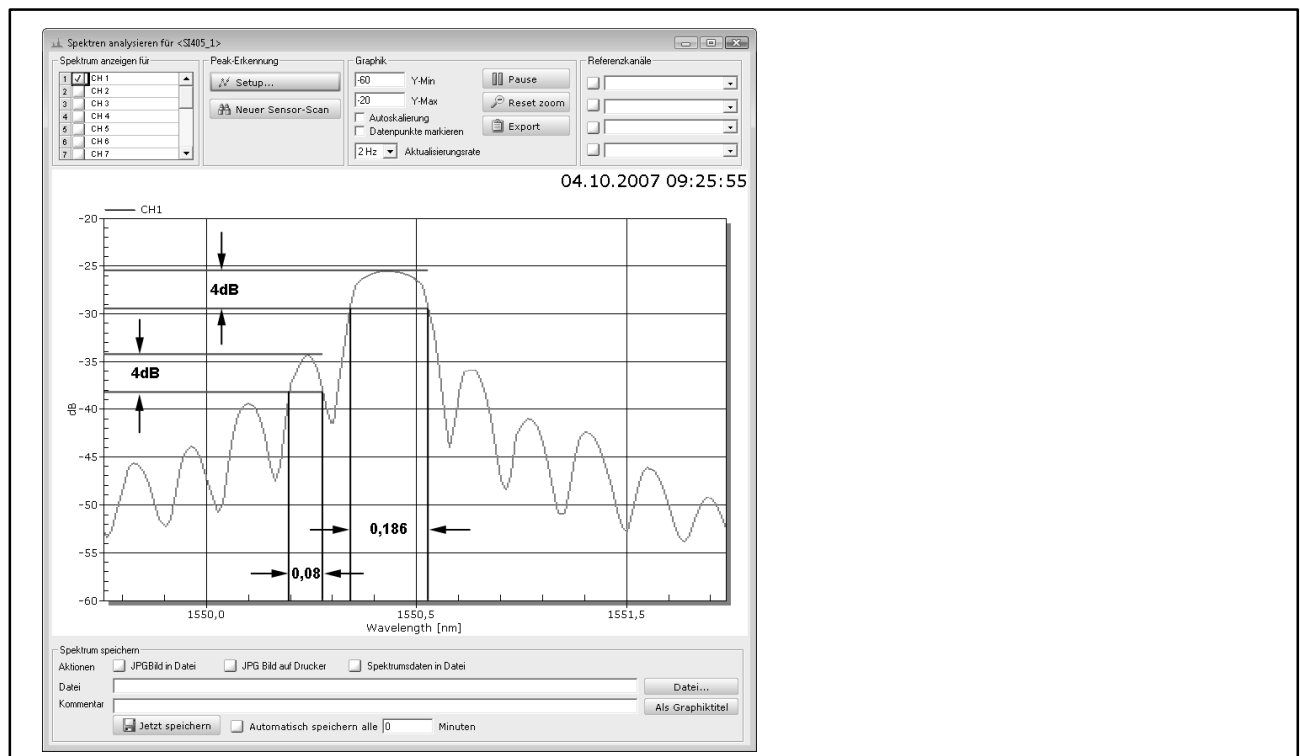 Spektren analysieren für <SI405_1>
Spektrum anzeigen für
1 CH 1
2 CH 2
3 CH 3
4 CH 4
5 CH 5
6 CH 6
7 CH 7
Peak-Erkennung
Setup...
Neuer Sensor-Scan
Graphik
-60 Y-Min
-20 Y-Max
Autoskalierung
Datenpunkte markieren
2 Hz Aktualisierungsrate
Pause
Reset zoom
Export
Referenzkanäle
04.10.2007 09:25:55
CH1
-20
-25
4dB
-30
-35
4dB
dB
-40
-45
-50
0,186
-55
0,08
-60
1550,0
1550,5
1551,5
Wavelength [nm]
Spektrum speichern
Aktionen JPGBild in Datei JPG Bild auf Drucker Spektrumsdaten in Datei
Datei Datei...
Kommentar Als Graphiktitel
Jetzt speichern Automatisch speichern alle 0 Minuten